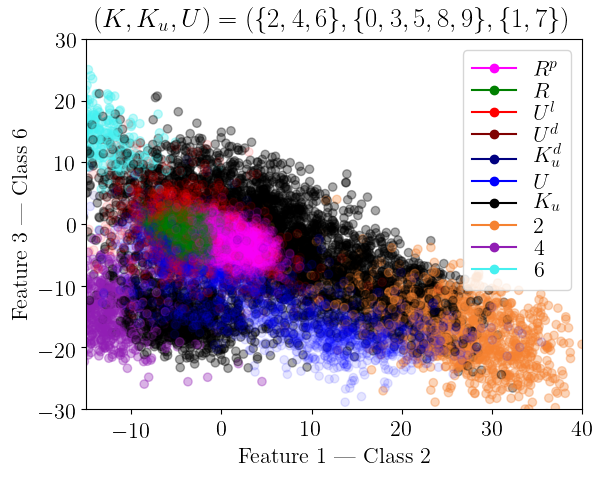 (K, K_u, U) = ({2, 4, 6}, {0, 3, 5, 8, 9}, {1, 7})
30
20
10
0
−10
−20
−30
Feature 3 — Class 6
R^p
R
U^l
U^d
K_u^d
U
K_u
2
4
6
−10 0 10 20 30 40
Feature 1 — Class 2